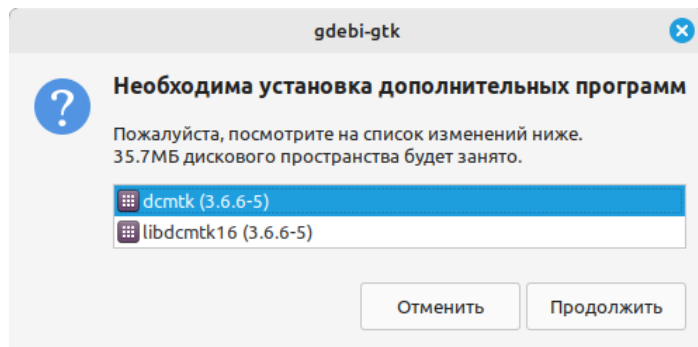 gdebi-gtk
Необходима установка дополнительных программ
Пожалуйста, посмотрите на список изменений ниже.
35.7МБ дискового пространства будет занято.
dcmtk (3.6.6-5)
libdcmtk16 (3.6.6-5)
Отменить
Продолжить